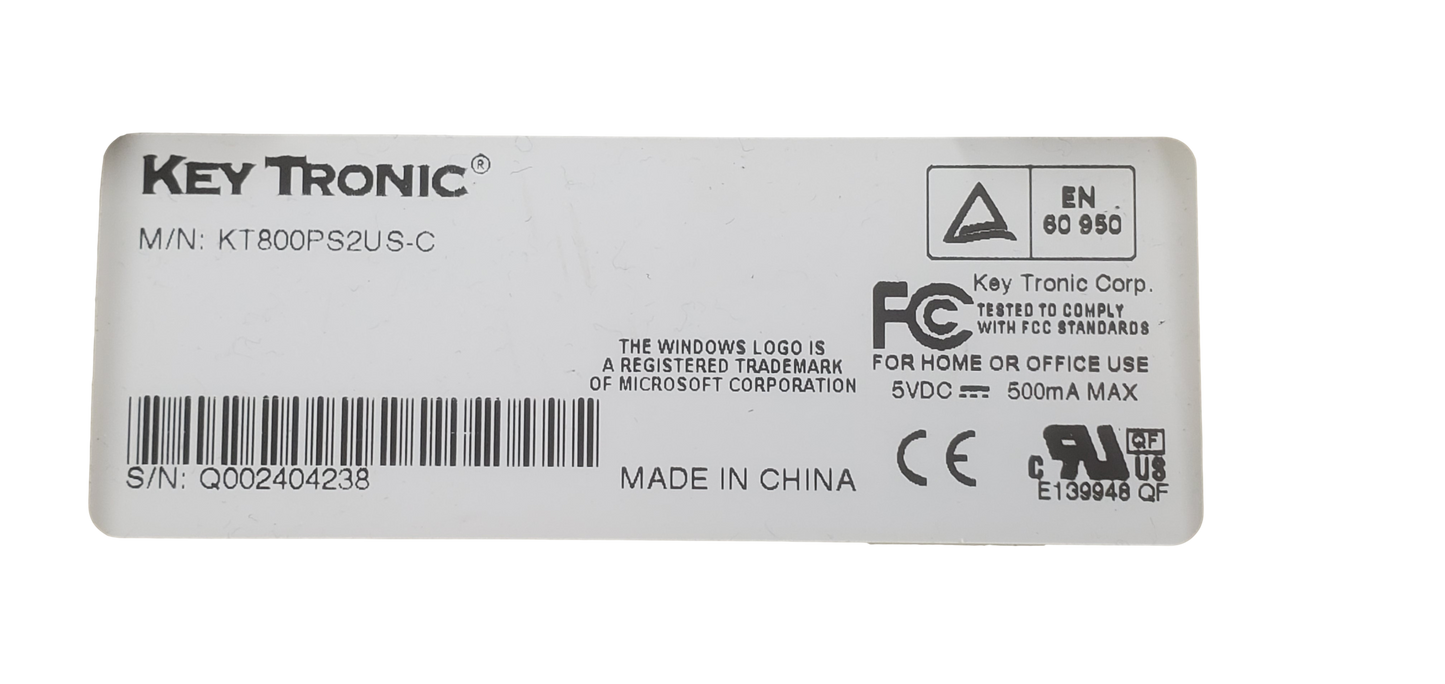 KEY TRONIC®
M/N: KT800PS2US-C
EN
60 950
Key Tronic Corp.
FC
TESTED TO COMPLY
WITH FCC STANDARDS
FOR HOME OR OFFICE USE
5VDC ⎓ 500mA MAX
THE WINDOWS LOGO IS
A REGISTERED TRADEMARK
OF MICROSOFT CORPORATION
S/N: Q002404238
MADE IN CHINA
CE
C RU US
QF
E139948 QF